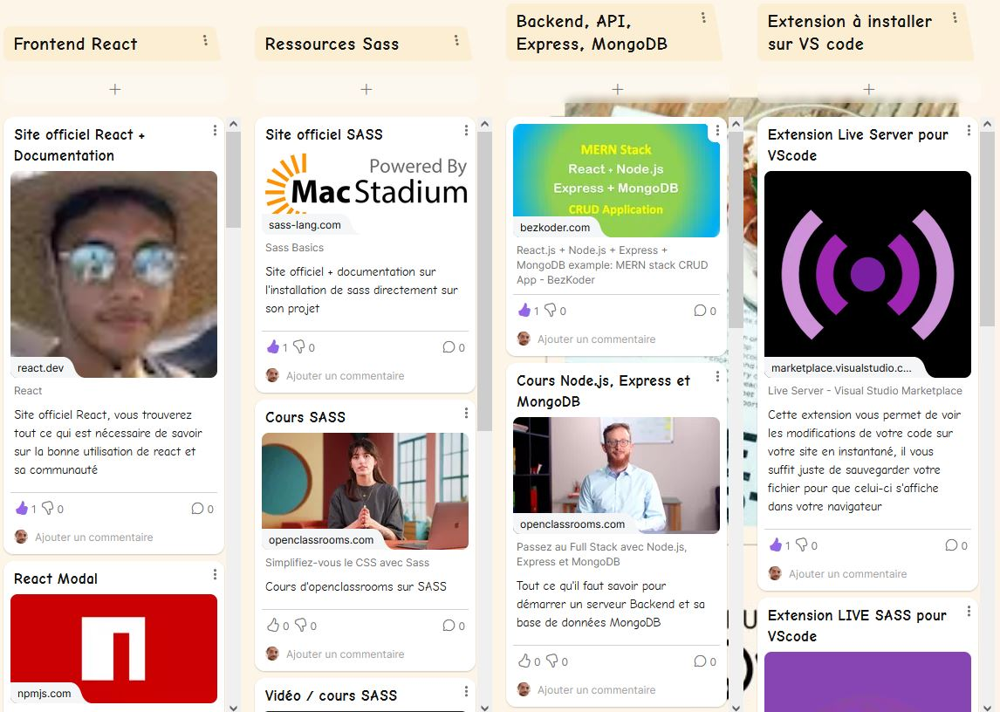 Frontend React
Site officiel React +
Documentation
react.dev
React
Site officiel React, vous trouverez
tout ce qui est nécessaire de savoir
sur la bonne utilisation de react et
sa communauté
1 0 0
Ajouter un commentaire
React Modal
npmjs.com
Ressources Sass
Site officiel SASS
Powered By
MacStadium
sass-lang.com
Sass Basics
Site officiel + documentation sur
l'installation de sass directement sur
son projet
1 0 0
Ajouter un commentaire
Cours SASS
openclassrooms.com
Simplifiez-vous le CSS avec Sass
Cours d'openclassrooms sur SASS
0 0 0
Ajouter un commentaire
Vidéo / cours SASS
Backend, API,
Express, MongoDB
MERN Stack
React + Node.js
Express + MongoDB
CRUD Application
bezkoder.com
React.js + Node.js + Express +
MongoDB example: MERN stack CRUD
App - BezKoder
1 0 0
Ajouter un commentaire
Cours Node.js, Express et
MongoDB
openclassrooms.com
Passez au Full Stack avec Node.js,
Express et MongoDB
Tout ce qu'il faut savoir pour
démarrer un serveur Backend et sa
base de données MongoDB
0 0 0
Ajouter un commentaire
Extension à installer
sur VS code
Extension Live Server pour
VScode
marketplace.visualstudio.c...
Live Server - Visual Studio Marketplace
Cette extension vous permet de voir
les modifications de votre code sur
votre site en instantané, il vous
suffit juste de sauvegarder votre
fichier pour que celui-ci s'affiche
dans votre navigateur
1 0 0
Ajouter un commentaire
Extension LIVE SASS pour
VScode